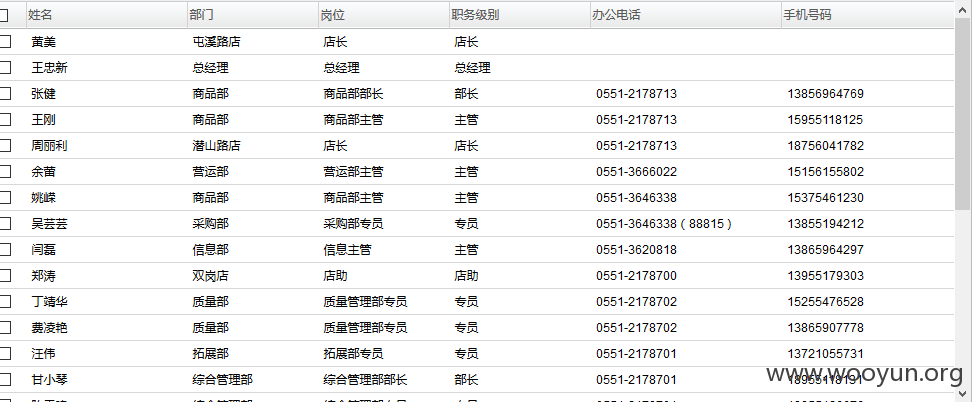 姓名 部门 岗位 职务级别 办公电话 手机号码
黄美 屯溪路店 店长 店长
王忠新 总经理 总经理 总经理
张健 商品部 商品部部长 部长 0551-2178713 13856964769
王刚 商品部 商品部主管 主管 0551-2178713 15955118125
周丽利 潜山路店 店长 店长 0551-2178713 18756041782
余苗 营运部 营运部主管 主管 0551-3666022 15156155802
姚嵘 商品部 商品部主管 主管 0551-3646338 15375461230
吴芸芸 采购部 采购部专员 专员 0551-3646338（88815） 13855194212
闫磊 信息部 信息主管 主管 0551-3620818 13865964297
郑涛 双岗店 店助 店助 0551-2178700 13955179303
丁靖华 质量部 质量管理部专员 专员 0551-2178702 15255476528
龚凌艳 质量部 质量管理部专员 专员 0551-2178702 13865907778
汪伟 拓展部 拓展部专员 专员 0551-2178701 13721055731
甘小琴 综合管理部 综合管理部部长 部长 0551-2178701 18955118191
www.wooyun.org